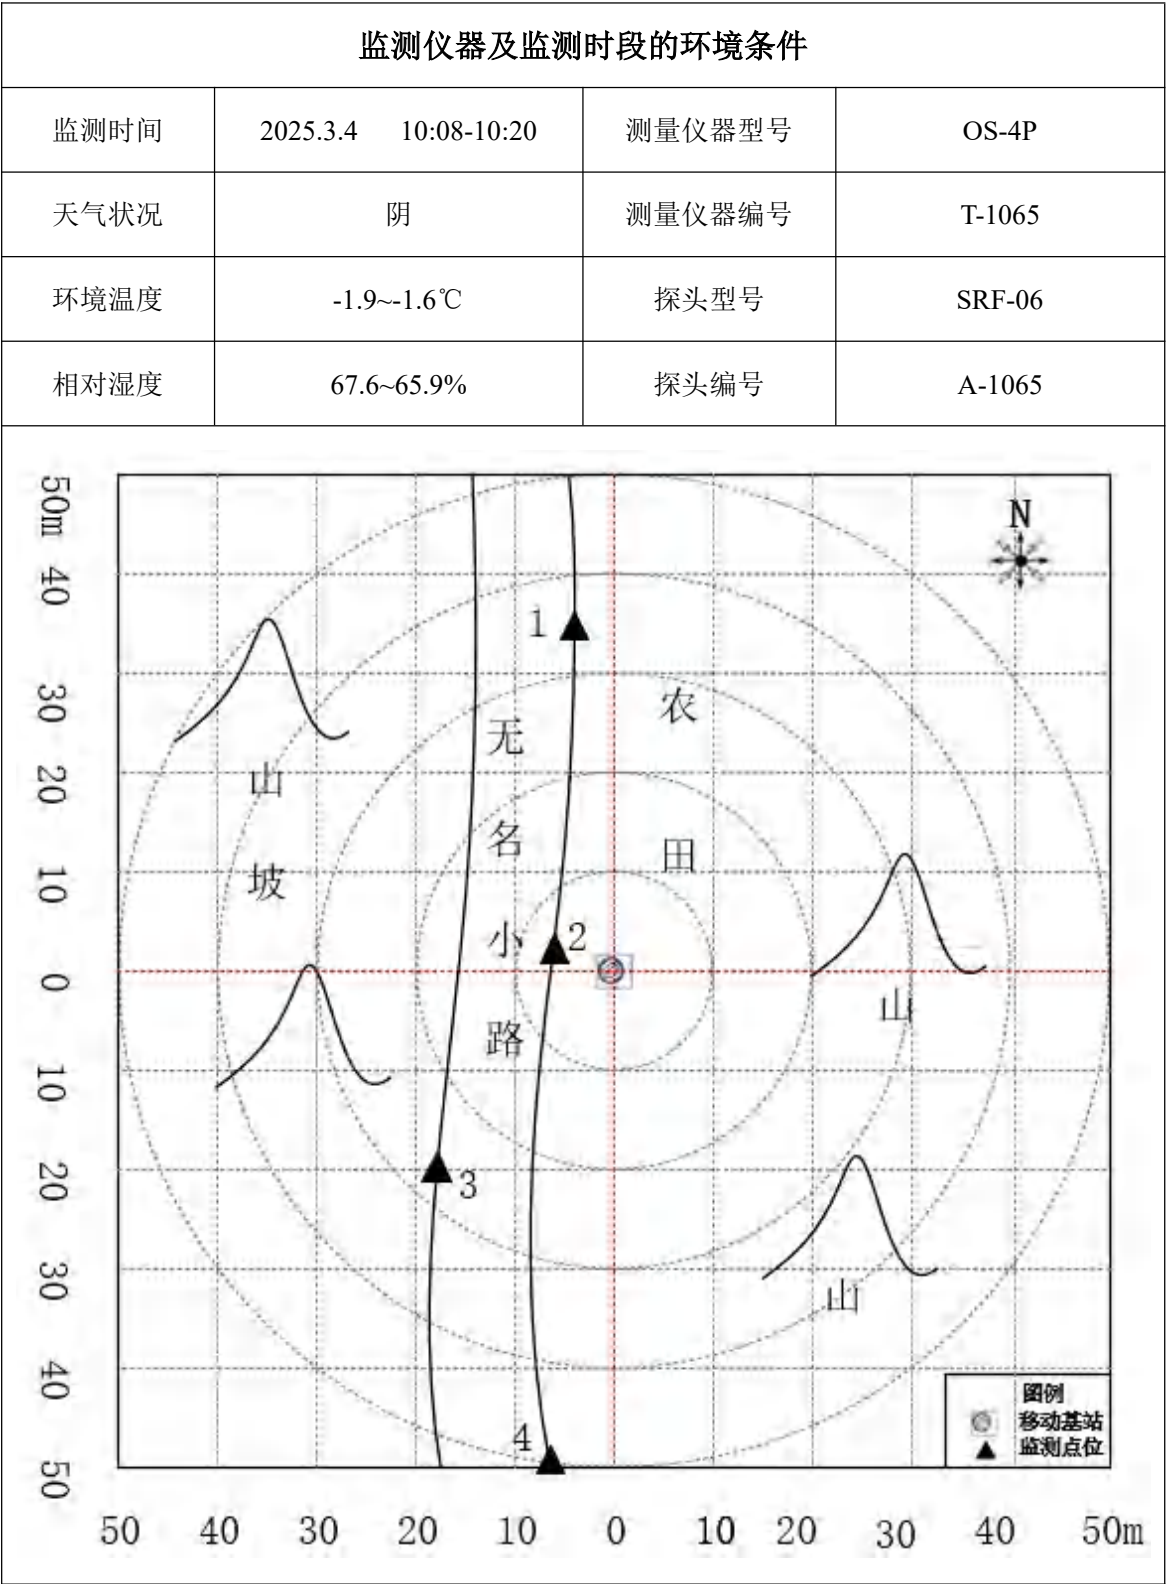 监测仪器及监测时段的环境条件
监测时间 2025.3.4 10:08-10:20 测量仪器型号 OS-4P
天气状况 阴 测量仪器编号 T-1065
环境温度 -1.9~-1.6℃ 探头型号 SRF-06
相对湿度 67.6~65.9% 探头编号 A-1065
50m
40
30
20
10
0
10
20
30
40
50
N
1
农
田
无
名
小
路
2
山
坡
山
3
山
4
图例
移动基站
监测点位
50 40 30 20 10 0 10 20 30 40 50m